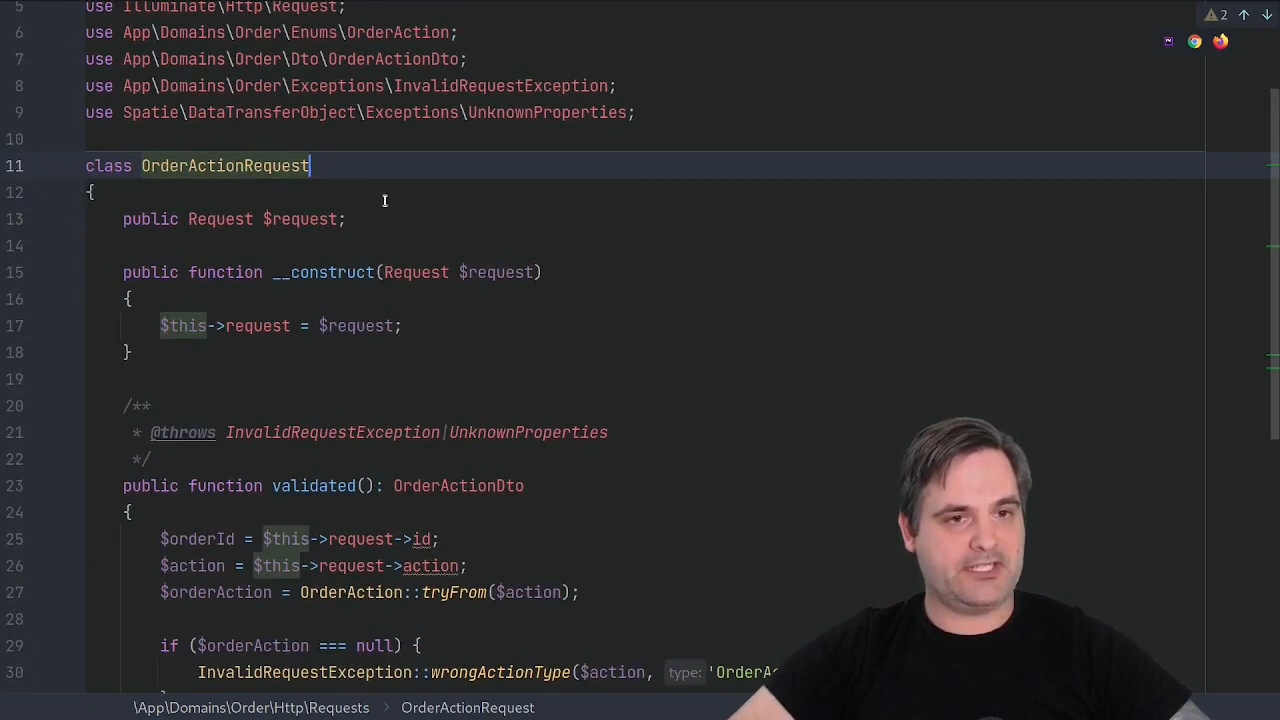 5 use Illuminate\Http\Request;
2
6 use App\Domains\Order\Enums\OrderAction;
7 use App\Domains\Order\Dto\OrderActionDto;
8 use App\Domains\Order\Exceptions\InvalidRequestException;
9 use Spatie\DataTransferObject\Exceptions\UnknownProperties;
10
11 class OrderActionRequest
12 {
13 public Request $request;
14
15 public function __construct(Request $request)
16 {
17 $this->request = $request;
18 }
19
20 /**
21 * @throws InvalidRequestException|UnknownProperties
22 */
23 public function validated(): OrderActionDto
24 {
25 $orderId = $this->request->id;
26 $action = $this->request->action;
27 $orderAction = OrderAction::tryFrom($action);
28
29 if ($orderAction === null) {
30 InvalidRequestException::wrongActionType($action, type: 'OrderAc
\App\Domains\Order\Http\Requests > OrderActionRequest